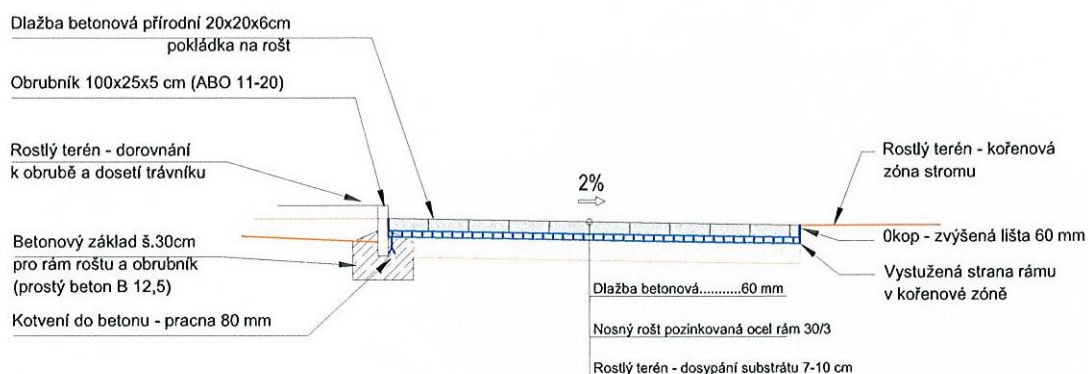 Dlažba betonová přírodní 20x20x6cm
pokládka na rošt
Obrubník 100x25x5 cm (ABO 11-20)
Rostlý terén - dorovnání
k obrubě a dosetí trávníku
Betonový základ š.30cm
pro rám roštu a obrubník
(prostý beton B 12,5)
Kotvení do betonu - pracna 80 mm
2%
Rostlý terén - kořenová
zóna stromu
0kop - zvýšená lišta 60 mm
Vystužená strana rámu
v kořenové zóně
Dlažba betonová..........60 mm
Nosný rošt pozinkovaná ocel rám 30/3
Rostlý terén - dosypání substrátu 7-10 cm